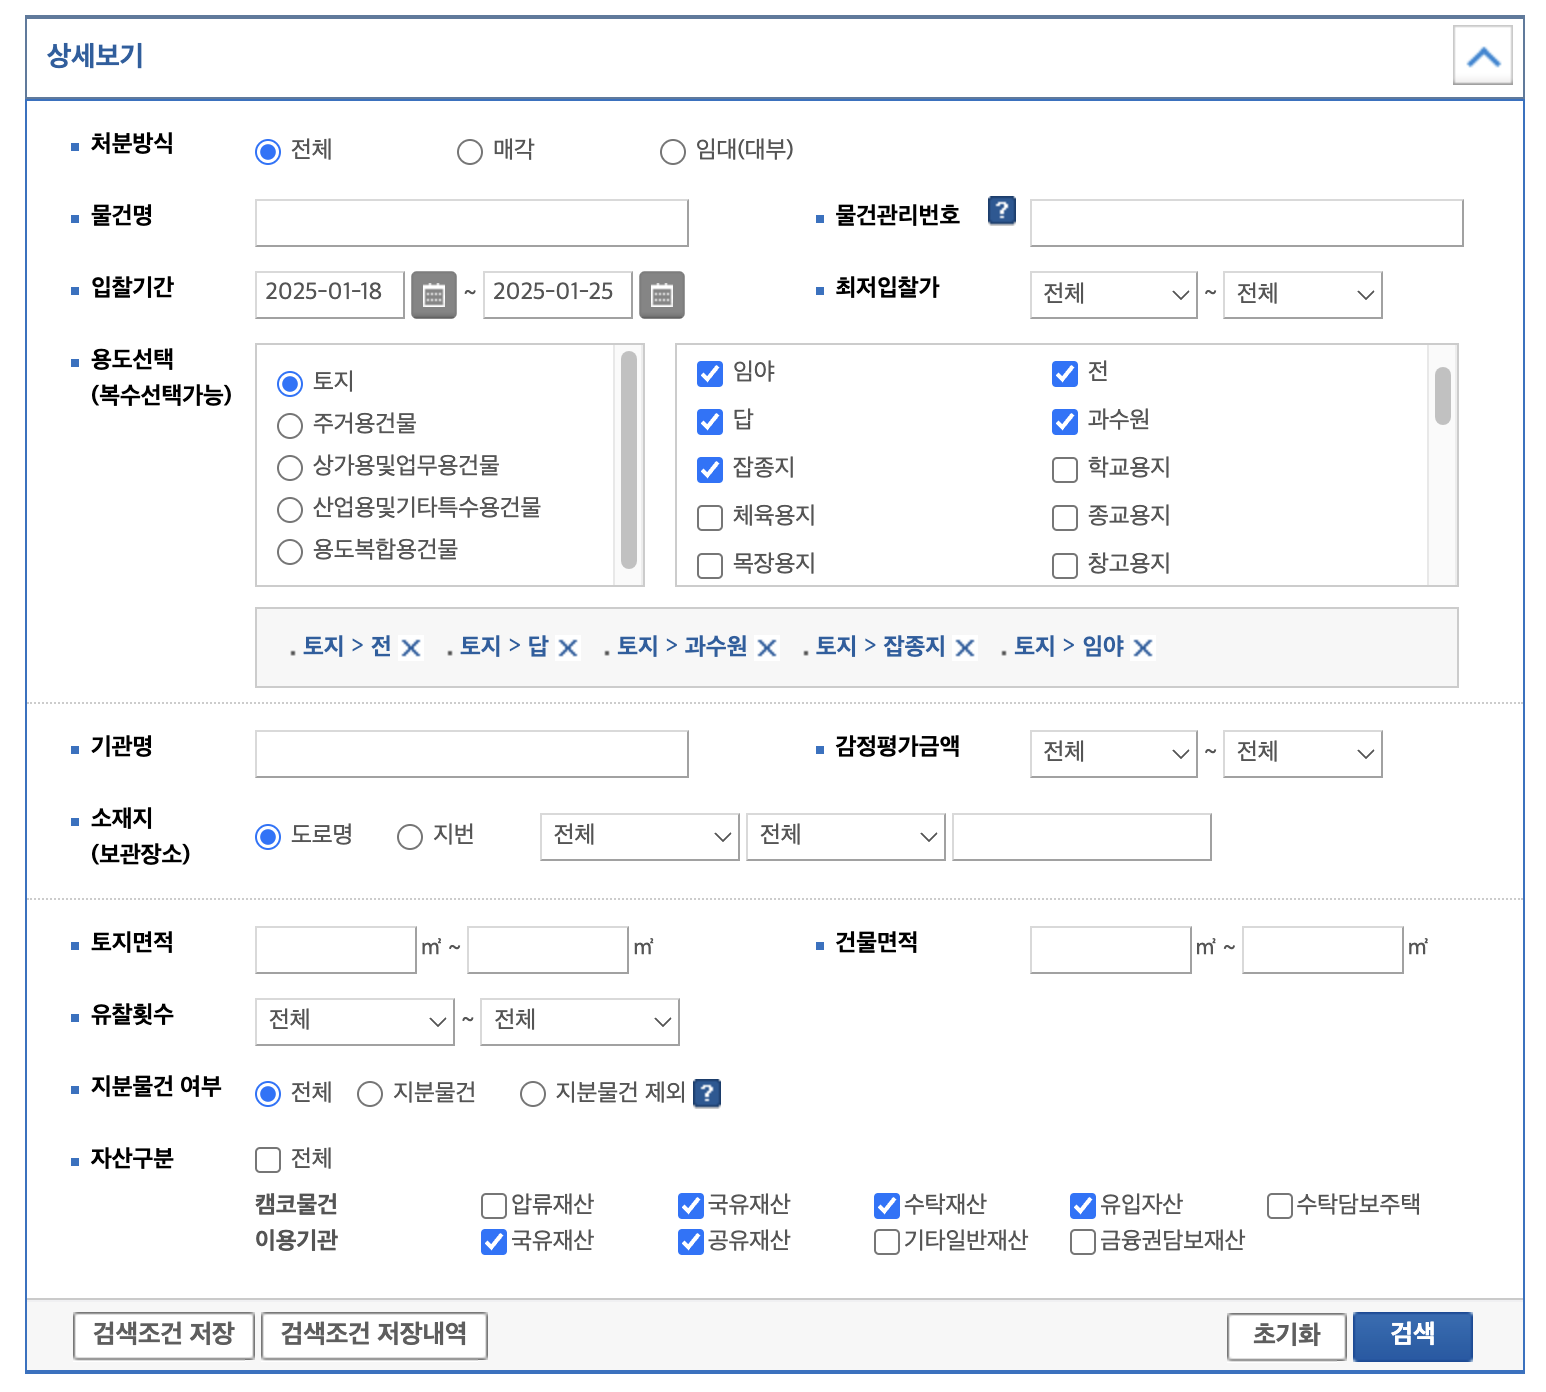 상세보기
처분방식 전체 매각 임대(대부)
물건명 물건관리번호 ?
입찰기간 2025-01-18 ~ 2025-01-25 최저입찰가 전체 ~ 전체
용도선택
(복수선택가능)
토지
주거용건물
상가용및업무용건물
산업용및기타특수용건물
용도복합용건물
임야 전
답 과수원
잡종지 학교용지
체육용지 종교용지
목장용지 창고용지
. 토지 > 전 . 토지 > 답 . 토지 > 과수원 . 토지 > 잡종지 . 토지 > 임야
기관명 감정평가금액 전체 ~ 전체
소재지
(보관장소)
도로명 지번 전체 전체
토지면적 ㎡ ~ ㎡ 건물면적 ㎡ ~ ㎡
유찰횟수 전체 ~ 전체
지분물건 여부 전체 지분물건 지분물건 제외 ?
자산구분 전체
캠코물건 압류재산 국유재산 수탁재산 유입자산 수탁담보주택
이용기관 국유재산 공유재산 기타일반재산 금융권담보재산
검색조건 저장 검색조건 저장내역 초기화 검색